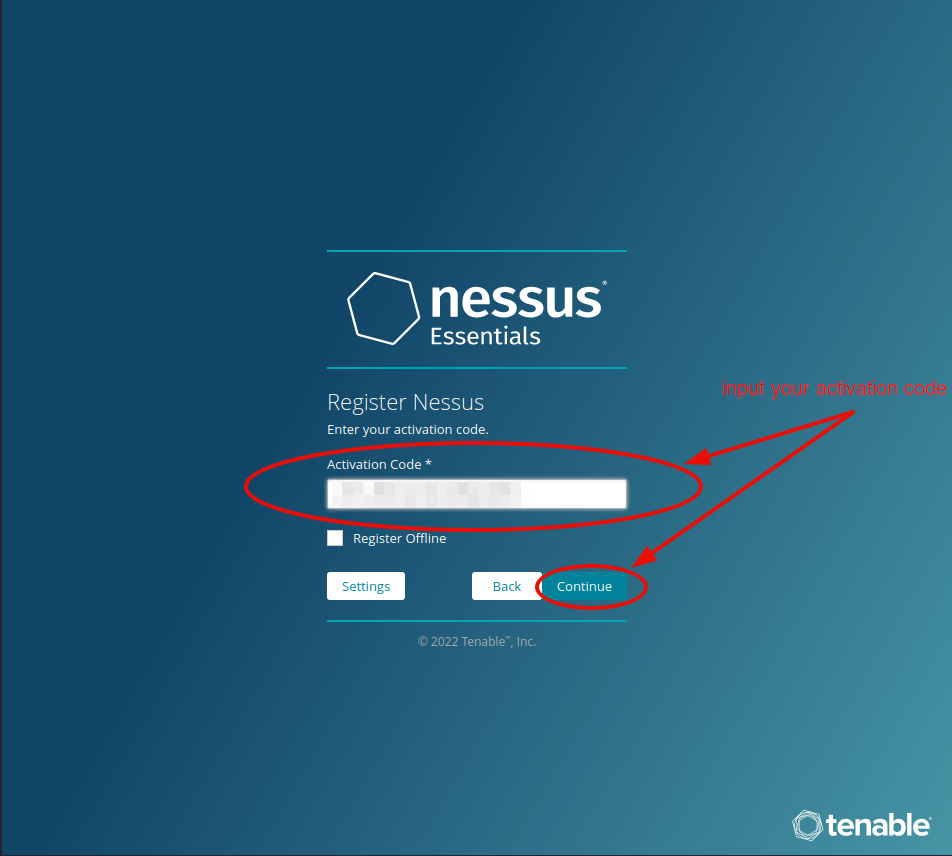 nessus®
Essentials
Register Nessus
Input your activation code
Enter your activation code.
Activation Code *
Register Offline
Settings
Back
Continue
© 2022 Tenable™, Inc.
tenable®